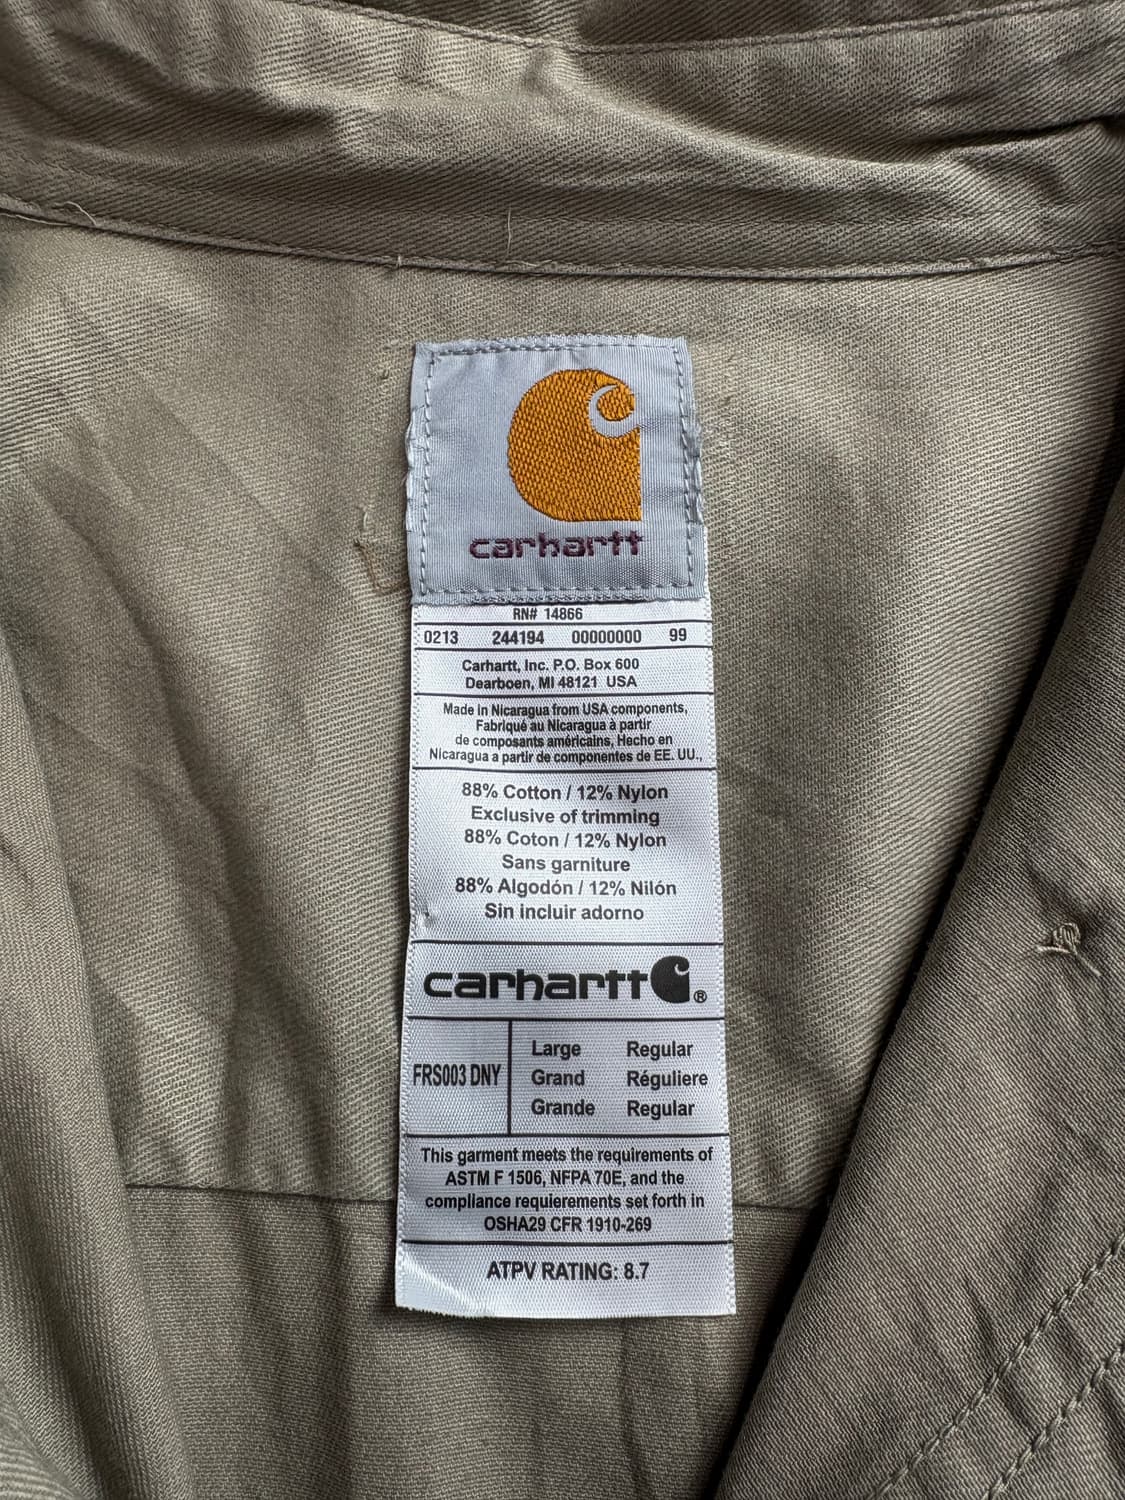 carhartt
RN# 14866
0213 244194 00000000 99
Carhartt, Inc. P.O. Box 600
Dearboen, MI 48121 USA
Made in Nicaragua from USA components,
Fabriqué au Nicaragua à partir
de composants américains, Hecho en
Nicaragua a partir de componentes de EE. UU.,
88% Cotton / 12% Nylon
Exclusive of trimming
88% Coton / 12% Nylon
Sans garniture
88% Algodón / 12% Nilón
Sin incluir adorno
carhartt ®
FRS003 DNY
Large Regular
Grand Réguliere
Grande Regular
This garment meets the requirements of
ASTM F 1506, NFPA 70E, and the
compliance requierements set forth in
OSHA29 CFR 1910-269
ATPV RATING: 8.7